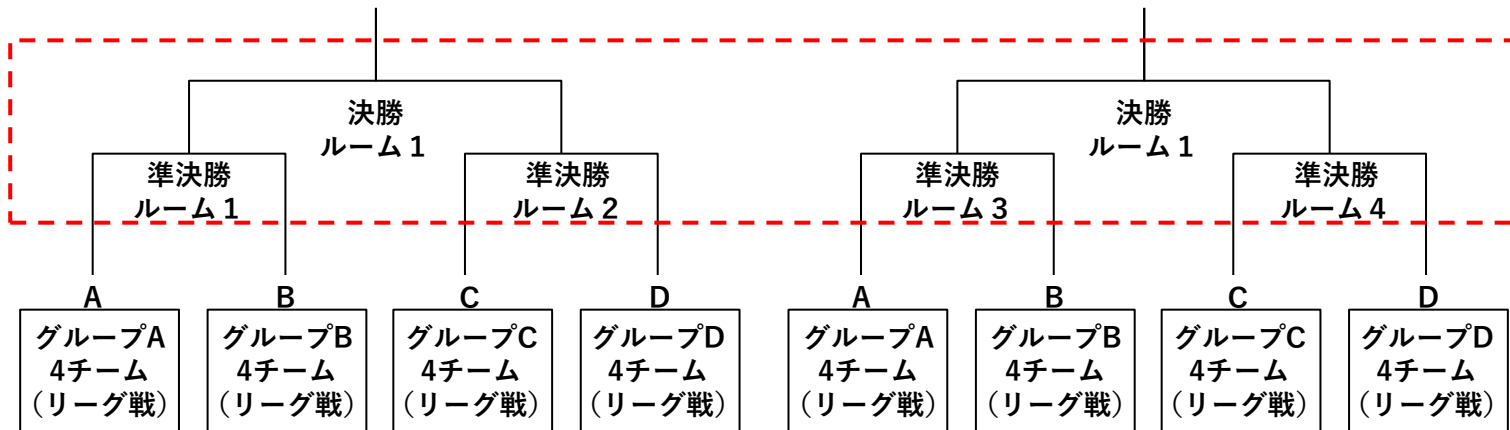 決勝
ルーム１
決勝
ルーム１
準決勝
ルーム１
準決勝
ルーム２
準決勝
ルーム３
準決勝
ルーム４
A
B
C
D
A
B
C
D
グループA
4チーム
（リーグ戦）
グループB
4チーム
（リーグ戦）
グループC
4チーム
（リーグ戦）
グループD
4チーム
（リーグ戦）
グループA
4チーム
（リーグ戦）
グループB
4チーム
（リーグ戦）
グループC
4チーム
（リーグ戦）
グループD
4チーム
（リーグ戦）